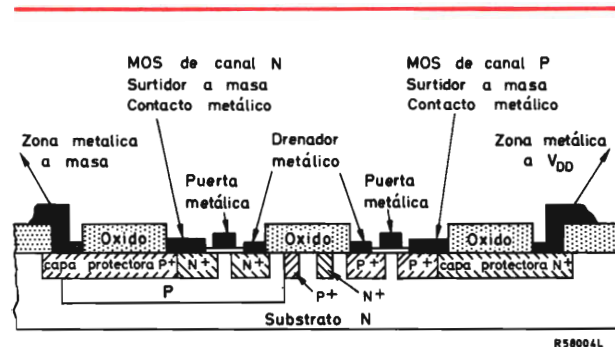 MOS de canal N
Surtidor a masa
Contacto metálico
MOS de canal P
Surtidor a masa
Contacto metálico
Zona metalica
a masa
Puerta
metálica
Drenador
metálico
Puerta
metálica
Zona metálica
a VDD
Oxido
Oxido
Oxido
capa protectora P+
N+
N+
P+
P+
capa protectora N+
P
P+
N+
Substrato N
R58004L